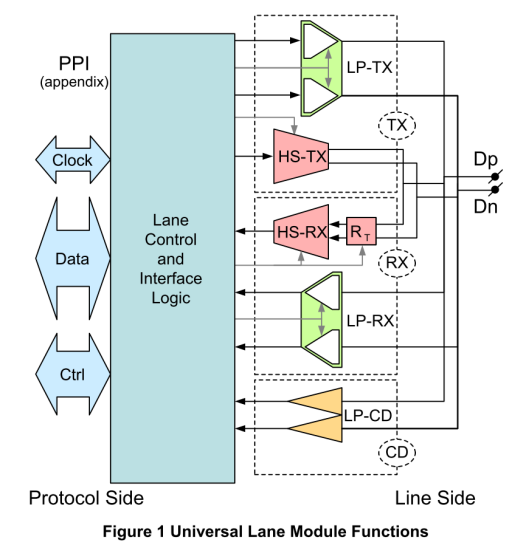 PPI
(appendix)
Clock
Data
Ctrl
Lane
Control
and
Interface
Logic
LP-TX
TX
HS-TX
HS-RX
RT
RX
LP-RX
LP-CD
CD
Dp
Dn
Protocol Side
Line Side
Figure 1 Universal Lane Module Functions